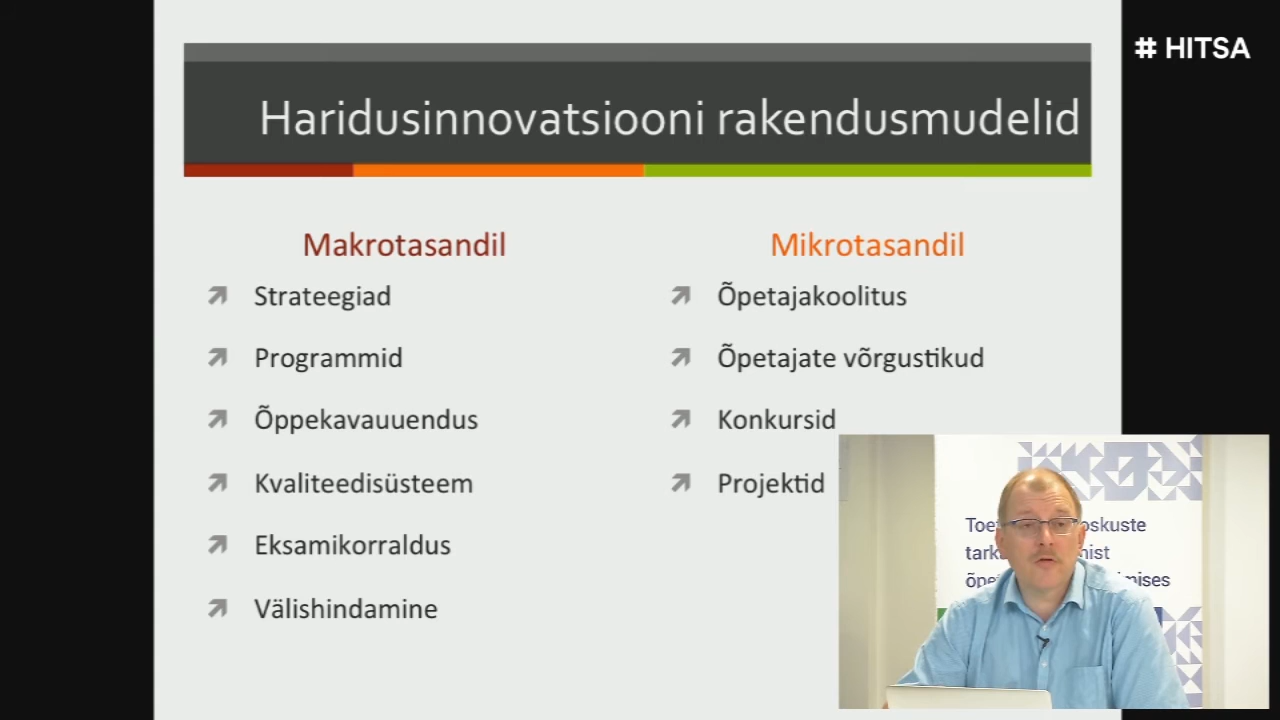 # HITSA
Haridusinnovatsiooni rakendusmudelid
Makrotasandil
Strateegiad
Programmid
Õppekavauuendus
Kvaliteedisüsteem
Eksamikorraldus
Välishindamine
Mikrotasandil
Õpetajakoolitus
Õpetajate võrgustikud
Konkursid
Projektid